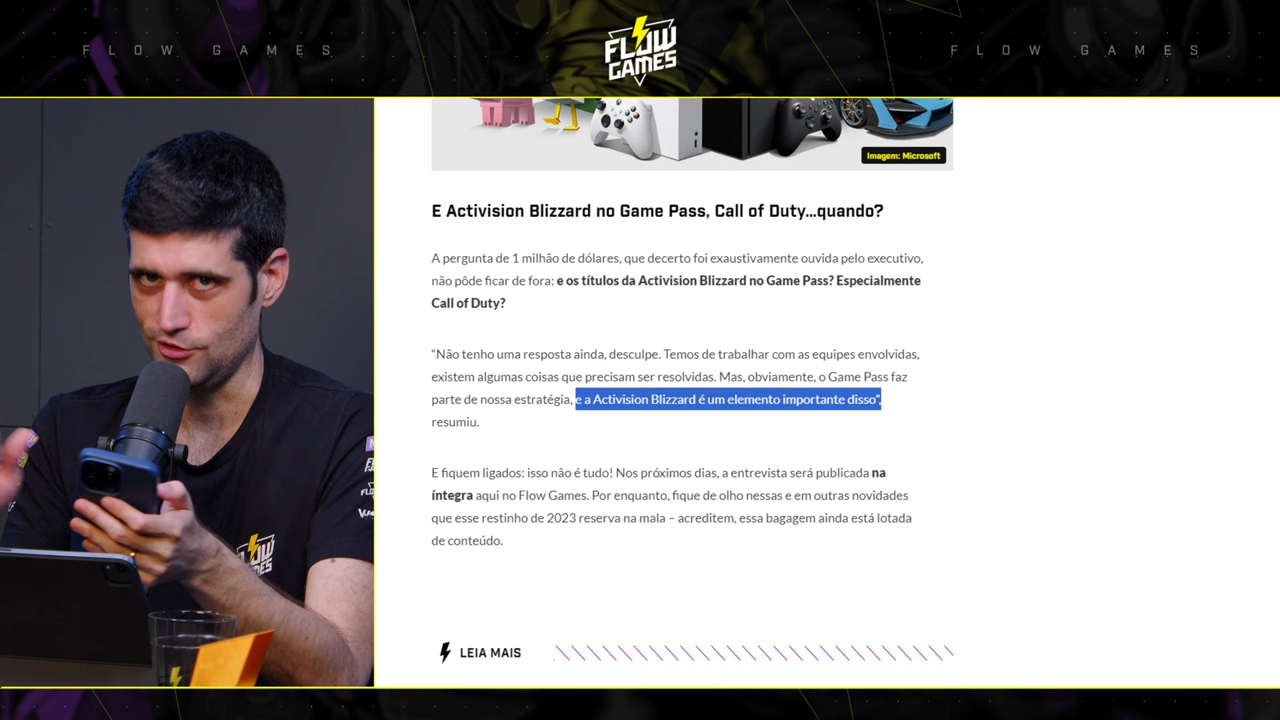 FLOW GAMES
FLOW
GAMES
FLOW GAMES
Imagem: Microsoft
E Activision Blizzard no Game Pass, Call of Duty...quando?
A pergunta de 1 milhão de dólares, que decerto foi exaustivamente ouvida pelo executivo,
não pôde ficar de fora: e os títulos da Activision Blizzard no Game Pass? Especialmente
Call of Duty?
“Não tenho uma resposta ainda, desculpe. Temos de trabalhar com as equipes envolvidas,
existem algumas coisas que precisam ser resolvidas. Mas, obviamente, o Game Pass faz
parte de nossa estratégia, e a Activision Blizzard é um elemento importante disso”,
resumiu.
E fiquem ligados: isso não é tudo! Nos próximos dias, a entrevista será publicada na
íntegra aqui no Flow Games. Por enquanto, fique de olho nessas e em outras novidades
que esse restinho de 2023 reserva na mala – acreditem, essa bagagem ainda está lotada
de conteúdo.
LEIA MAIS
FLOW
GAMES